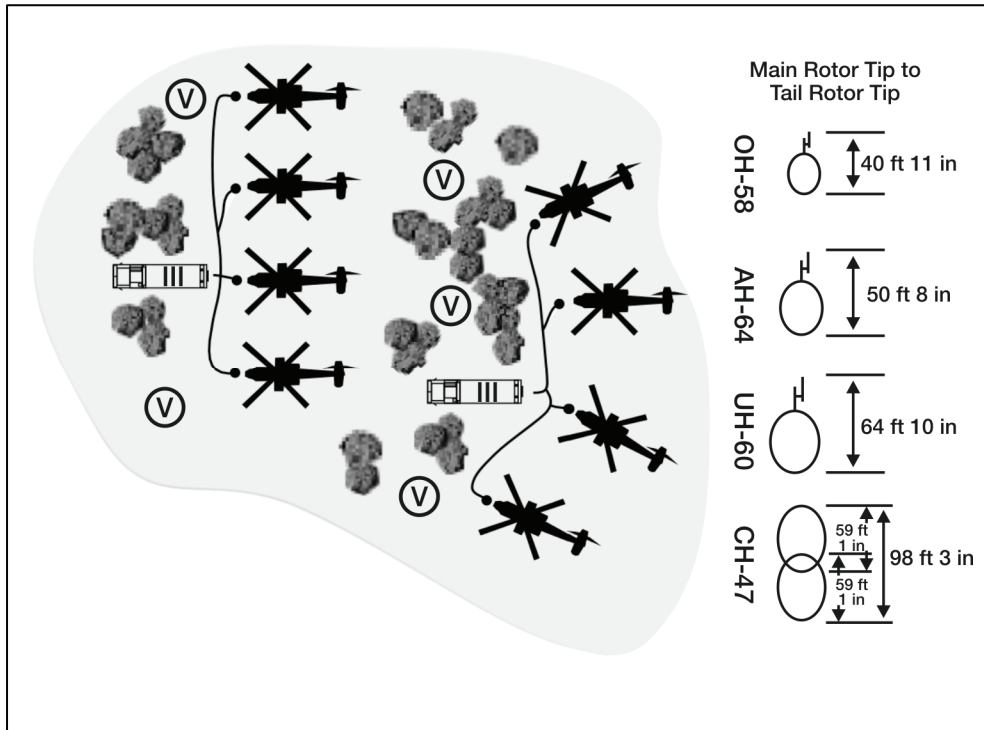 Main Rotor Tip to
Tail Rotor Tip
V
V
V
V
V
OH-58
40 ft 11 in
AH-64
50 ft 8 in
UH-60
64 ft 10 in
CH-47
59 ft
1 in
59 ft
1 in
98 ft 3 in